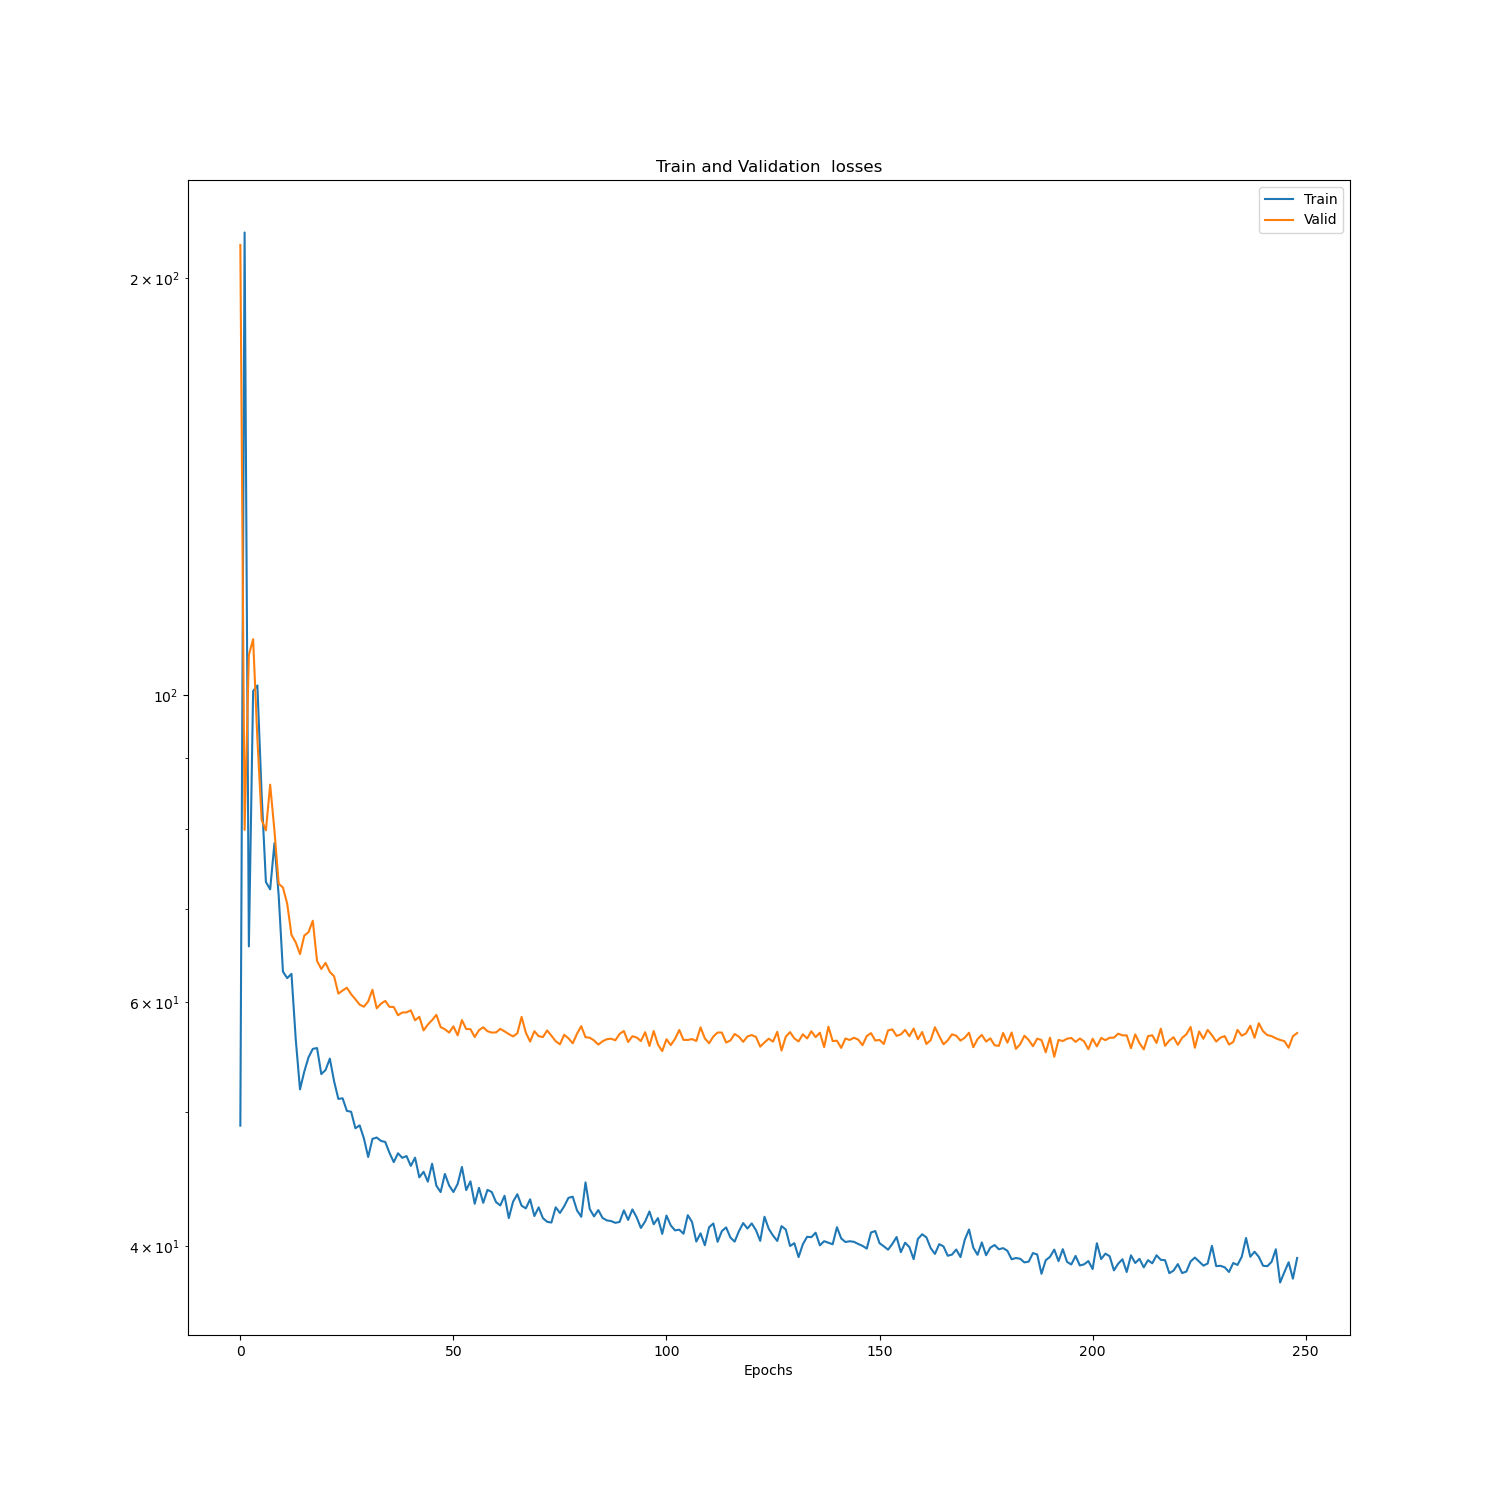 Train and Validation  losses
Train
Valid
2 × 10²
10²
6 × 10¹
4 × 10¹
0 50 100 150 200 250
Epochs